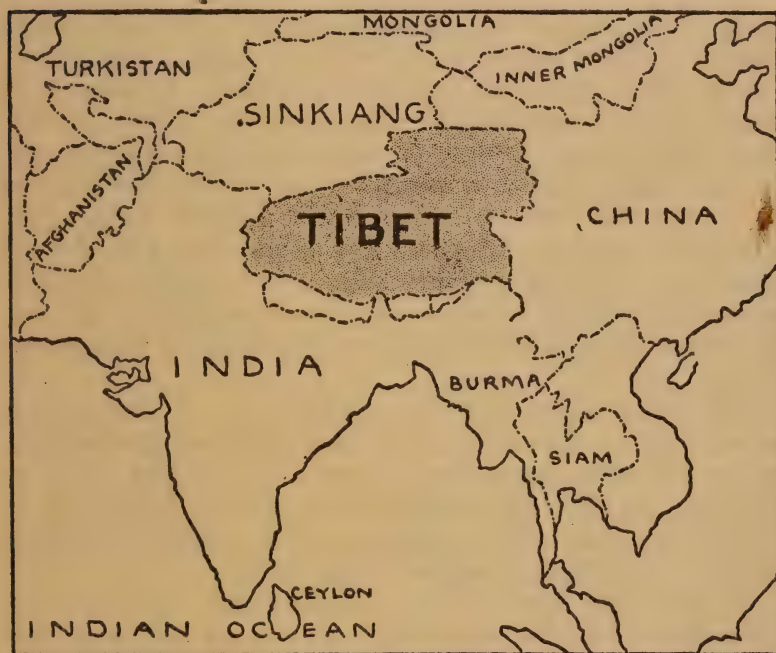 MONGOLIA
TURKISTAN
INNER MONGOLIA
SINKIANG
AFGHANISTAN
TIBET
CHINA
INDIA
BURMA
SIAM
CEYLON
INDIAN OCEAN